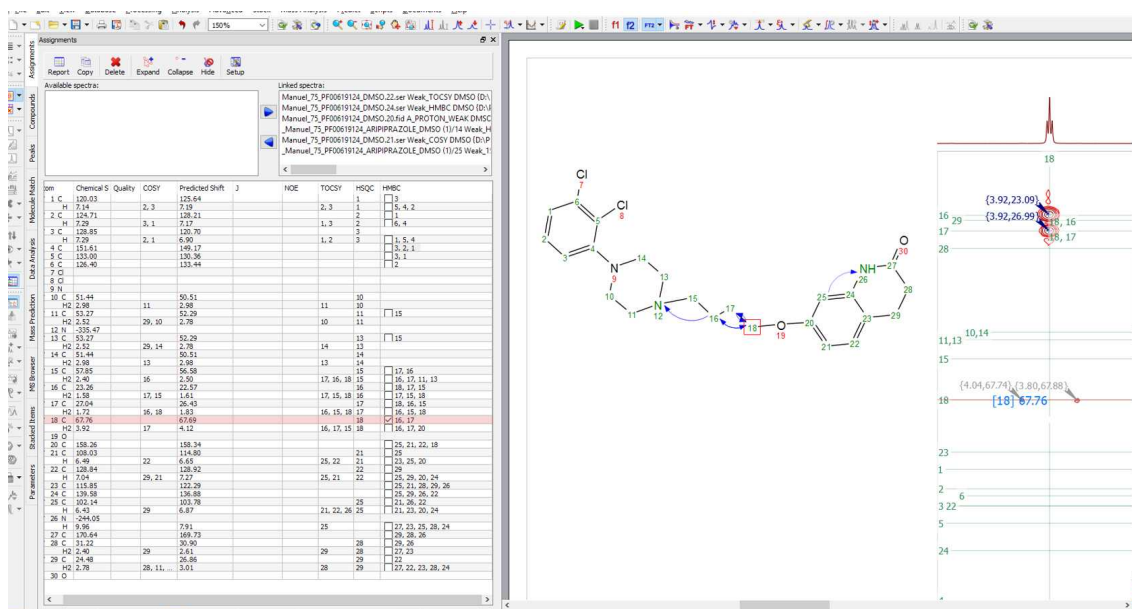 150%
f1 f2 FT2
Assignments
Report Copy Delete Expand Collapse Hide Setup
Available spectra:
Linked spectra:
Manuel_75_PF00619124_DMSO.22.ser Weak_TOCSY DMSO {D:\
Manuel_75_PF00619124_DMSO.24.ser Weak_HMBC DMSO {D:\
Manuel_75_PF00619124_DMSO.20.fid A_PROTON_WEAK DMSO
_Manuel_75_PF00619124_ARIPIPRAZOLE_DMSO (1)/14 Weak_H
Manuel_75_PF00619124_DMSO.21.ser Weak_COSY DMSO {D:\P
_Manuel_75_PF00619124_ARIPIPRAZOLE_DMSO (1)/25 Weak_1
Assignments
Compounds
Peaks
Molecule Match
Data Analysis
Mass Prediction
MB Browser
Stacked Items
Parameters
om Chemical S Quality COSY Predicted Shift J NOE TOCSY HSQC HMBC
1 C 120.03 125.64 1 3
H 7.14 2, 3 7.19 2, 3 1 5, 4, 2
2 C 124.71 128.21 2 1
H 7.29 3, 1 7.17 1, 3 2 6, 4
3 C 128.85 120.70 3
H 7.29 2, 1 6.90 1, 2 3 1, 5, 4
4 C 151.61 149.17 3, 2, 1
5 C 133.00 130.36 3, 1
6 C 126.40 133.44 2
7 Cl
8 Cl
9 N
10 C 51.44 50.51 10
H2 2.98 11 2.98 11 10
11 C 53.27 52.29 11 15
H2 2.52 29, 10 2.78 10 11
12 N -335.47
13 C 53.27 52.29 13 15
H2 2.52 29, 14 2.78 14 13
14 C 51.44 50.51 14
H2 2.98 13 2.98 13 14
15 C 57.85 56.58 15 17, 16
H2 2.40 16 2.50 17, 16, 18 15 16, 17, 11, 13
16 C 23.26 22.57 16 18, 17, 15
H2 1.58 17, 15 1.61 17, 15, 18 16 17, 15, 18
17 C 27.04 26.43 17 18, 16, 15
H2 1.72 16, 18 1.83 16, 15, 18 17 16, 15, 18
18 C 67.76 67.69 18 16, 17
H2 3.92 17 4.12 16, 17, 15 18 16, 17, 20
19 O
20 C 158.26 158.34 25, 21, 22, 18
21 C 108.03 114.80 21 25
H 6.49 22 6.65 25, 22 21 23, 25, 20
22 C 128.84 128.92 22 29
H 7.04 29, 21 7.27 25, 21 22 25, 29, 20, 24
23 C 115.85 122.29 25, 21, 28, 29, 26
24 C 139.58 136.88 25, 29, 26, 22
25 C 102.14 103.78 25 21, 26, 22
H 6.43 29 6.87 21, 22, 26 25 21, 23, 20, 24
26 N -244.05
H 9.96 7.91 25 27, 23, 25, 28, 24
27 C 170.64 169.73 29, 28, 26
28 C 31.22 30.90 28 29, 26
H2 2.40 29 2.61 29 28 27, 23
29 C 24.48 26.86 29 22
H2 2.78 28, 11, ... 3.01 28 29 27, 22, 23, 28, 24
30 O
Cl
7
Cl
6
8
1
5
2
4
3
N
9
14
13
10
11
N
12
15
16
17
18
O
19
20
25
21
22
24
23
NH
26
27
O
30
28
29
18
{3.92,23.09}
{3.92,26.99}
16 29 18, 16
17 18, 17
28
10,14
11,13
15
{4.04,67.74} {3.80,67.88}
18 [18] 67.76
23
1
2
6
3 22
5
24